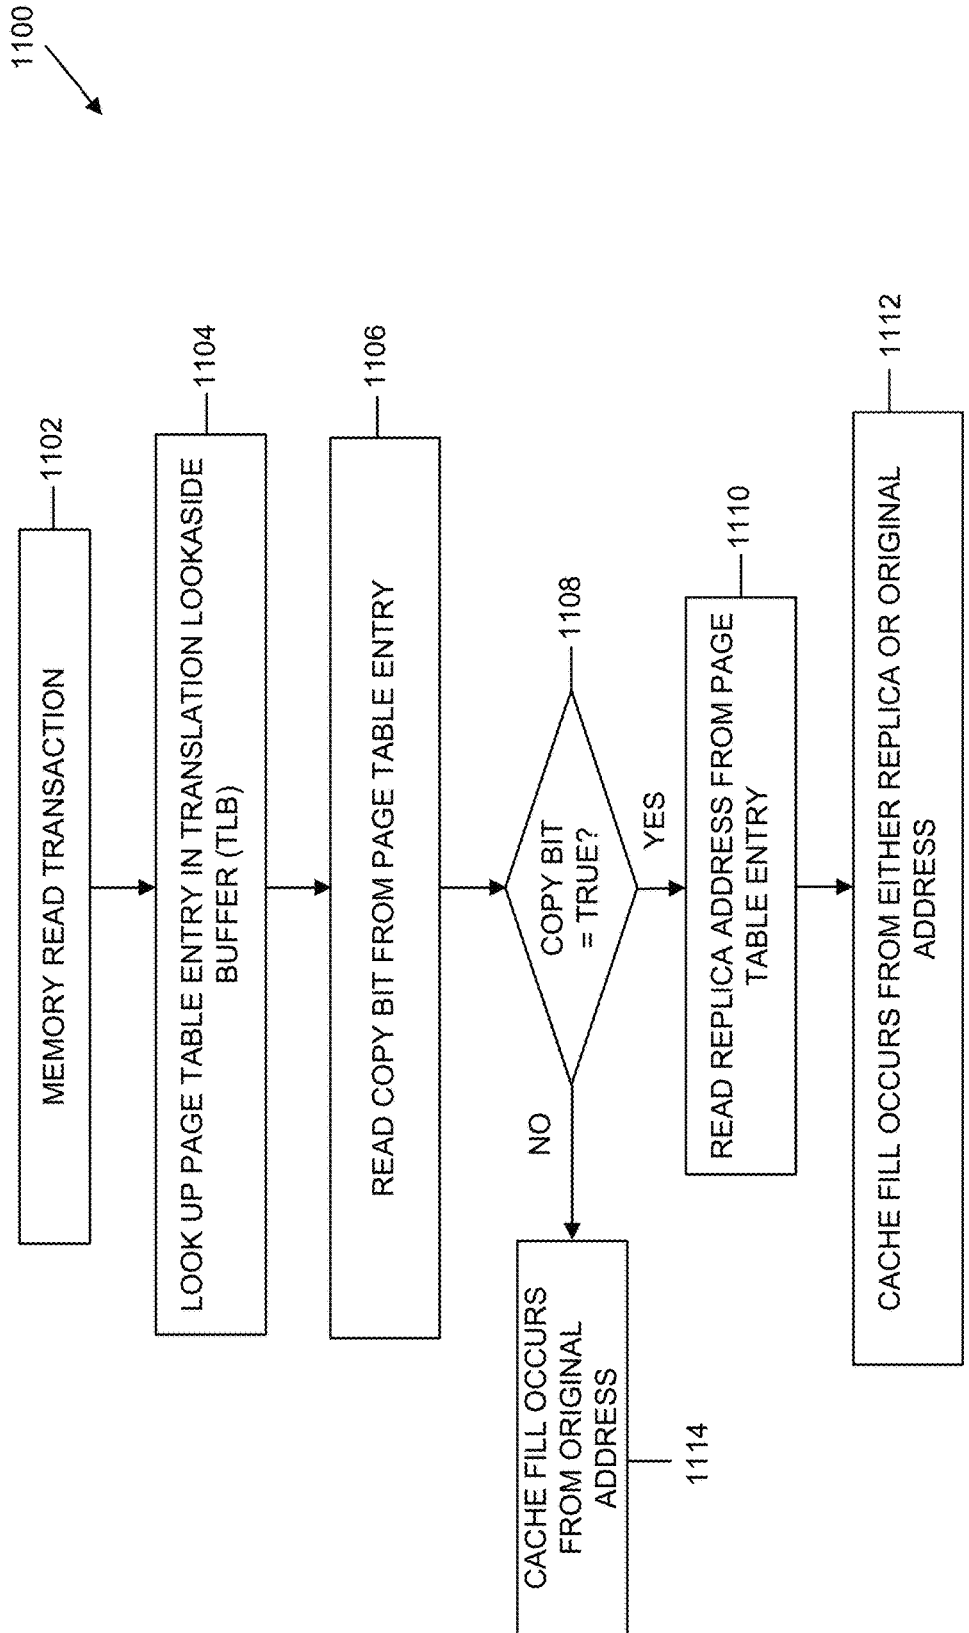 1100
MEMORY READ TRANSACTION
1102
LOOK UP PAGE TABLE ENTRY IN TRANSLATION LOOKASIDE
BUFFER (TLB)
1104
READ COPY BIT FROM PAGE TABLE ENTRY
1106
COPY BIT
= TRUE?
1108
NO
YES
CACHE FILL OCCURS
FROM ORIGINAL
ADDRESS
1114
READ REPLICA ADDRESS FROM PAGE
TABLE ENTRY
1110
CACHE FILL OCCURS FROM EITHER REPLICA OR ORIGINAL
ADDRESS
1112